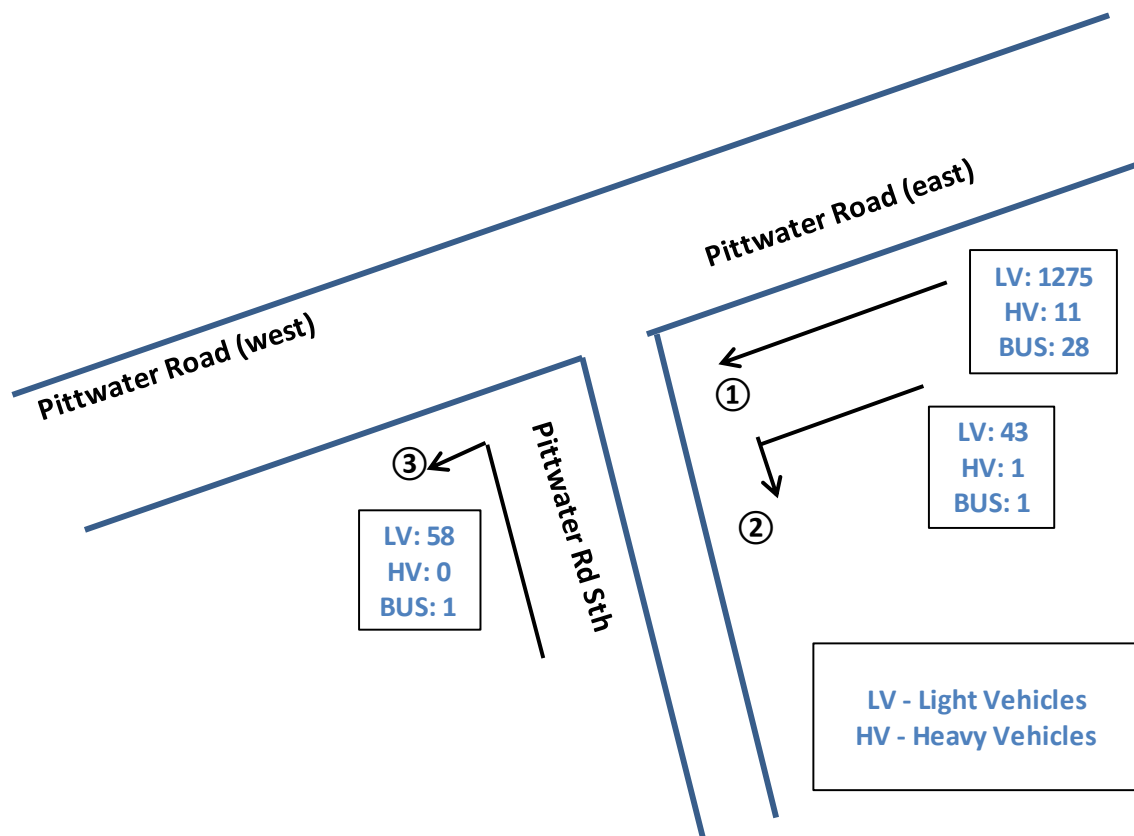 Pittwater Road (east)
LV: 1275
HV: 11
BUS: 28
Pittwater Road (west)
①
LV: 43
HV: 1
BUS: 1
③
Pittwater Rd Sth
②
LV: 58
HV: 0
BUS: 1
LV - Light Vehicles
HV - Heavy Vehicles